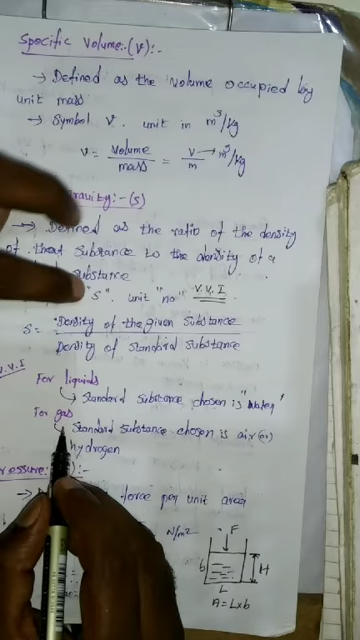 Specific Volume:-(V):-
→ Defined as the volume occupied by
unit mass
→ Symbol V. unit in m³/kg
V = Volume / mass = V / m → m³/kg
Gravity:-(S)
→ Defined as the ratio of the density
of that Substance to the density of a
substance
"S". unit "no" V.V.I
S = Density of the given Substance / Density of Standard Substance
V.V.I
For liquids
→ Standard Substance chosen is "Water"
For gas
Standard Substance chosen is air (or)
hydrogen
Pressure:- :-
→ force per unit area
N/m² F
b H
L
A = L×b